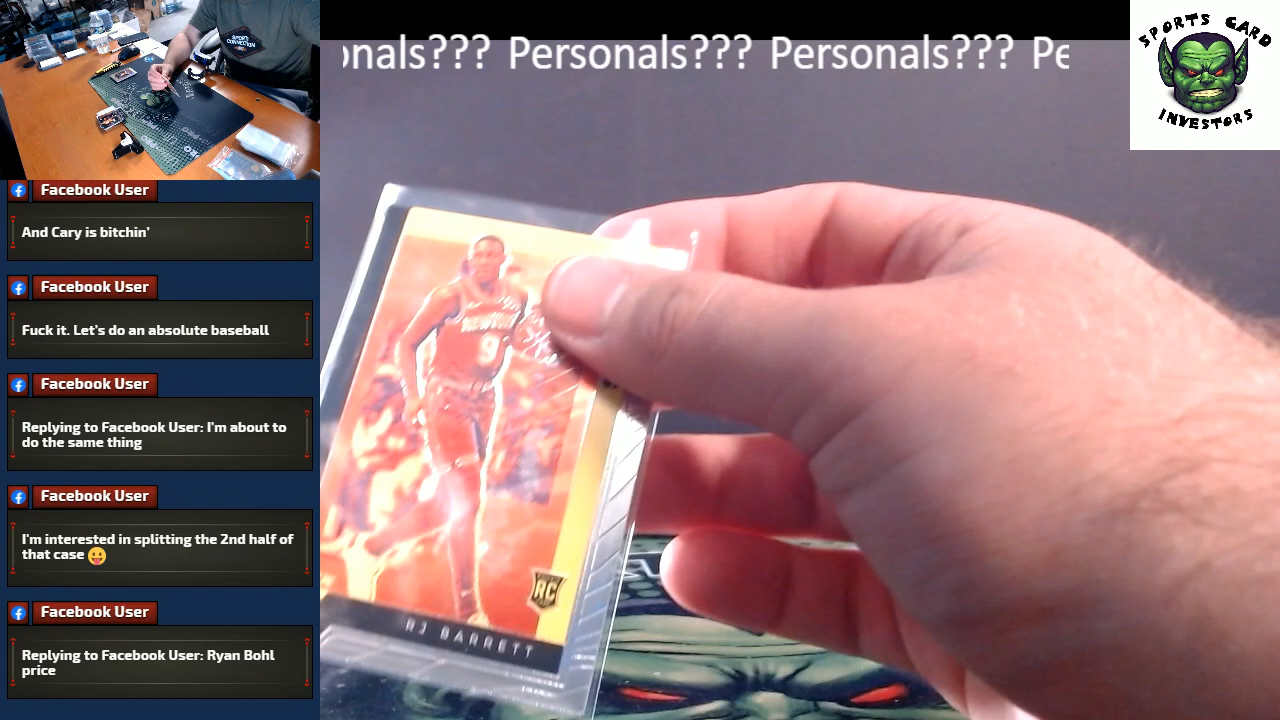 onals??? Personals??? Personals??? Pe
SPORTS CARD
INVESTORS
SPORTS
CONNECTION
Facebook User
And Cary is bitchin'
Facebook User
Fuck it. Let's do an absolute baseball
Facebook User
Replying to Facebook User: I'm about to
do the same thing
Facebook User
I'm interested in splitting the 2nd half of
that case 😛
Facebook User
Replying to Facebook User: Ryan Bohl
price
9
RC
RJ BARRETT